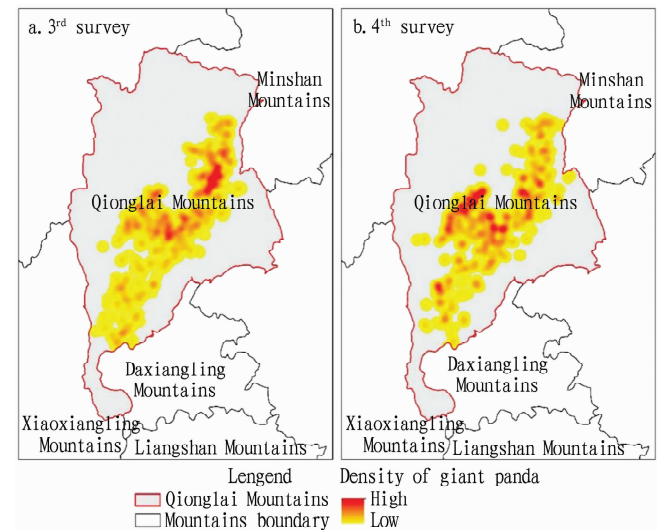 a. 3rd survey
Minshan
Mountains
Qionglai Mountains
Daxiangling
Mountains
Xiaoxiangling
Mountains
Liangshan Mountains
b. 4th survey
Minshan
Mountains
Qionglai Mountains
Daxiangling
Mountains
Xiaoxiangling
Mountains
Liangshan Mountains
Lengend
Density of giant panda
Qionglai Mountains
High
Mountains boundary
Low